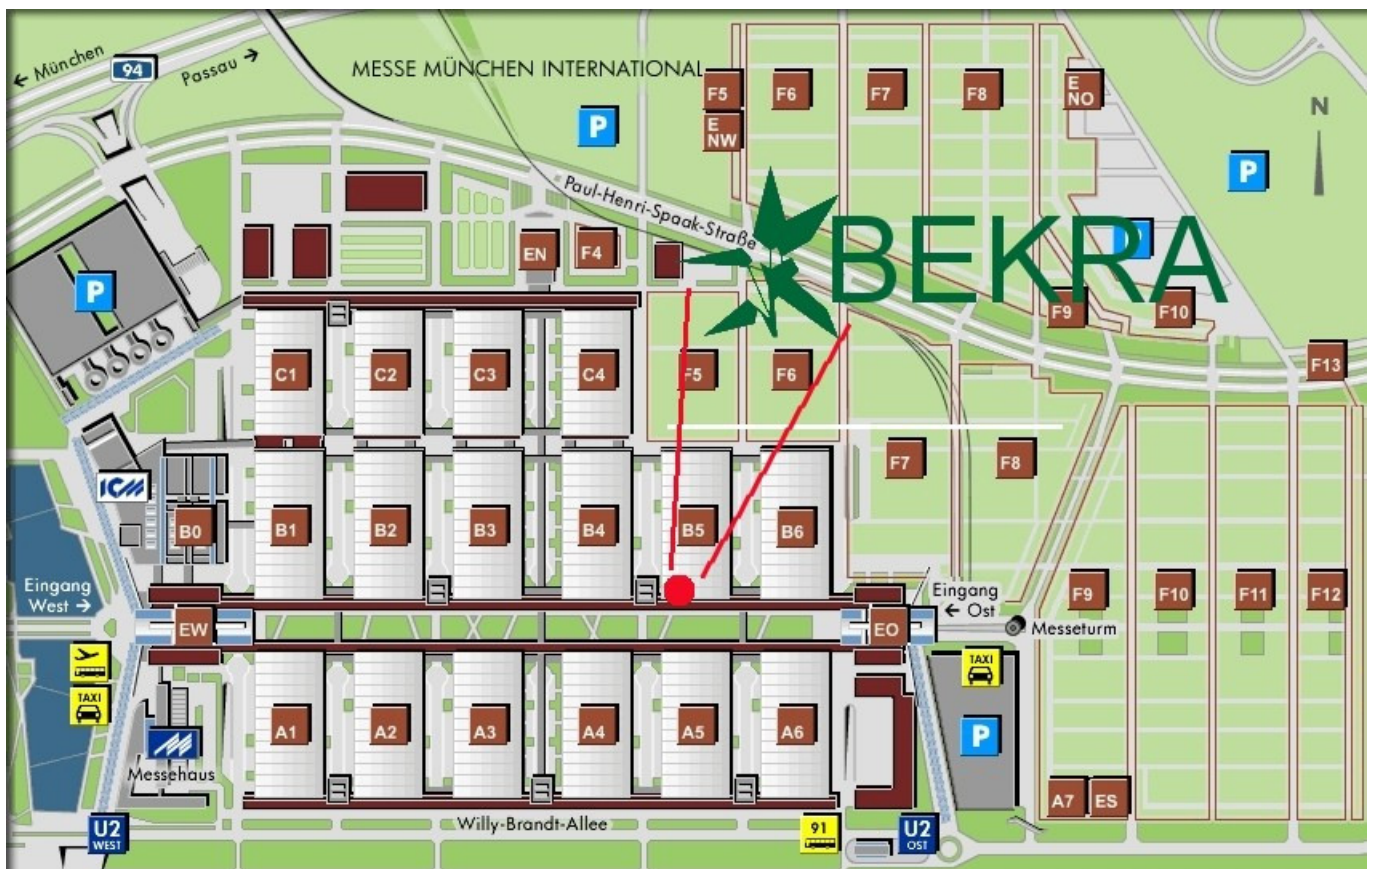 ← München
94
Passau →
MESSE MÜNCHEN INTERNATIONAL
F5
F6
F7
F8
E
NO
E
NW
P
N
P
Paul-Henri-Spaak-Straße
BEKRA
EN
F4
P
F9
F10
F13
C1
C2
C3
C4
F5
F6
F7
F8
ICM
B0
B1
B2
B3
B4
B5
B6
Eingang
West →
Eingang
← Ost
F9
F10
F11
F12
EW
EO
Messeturm
TAXI
TAXI
A1
A2
A3
A4
A5
A6
P
Messehaus
A7
ES
U2
WEST
Willy-Brandt-Allee
91
U2
OST